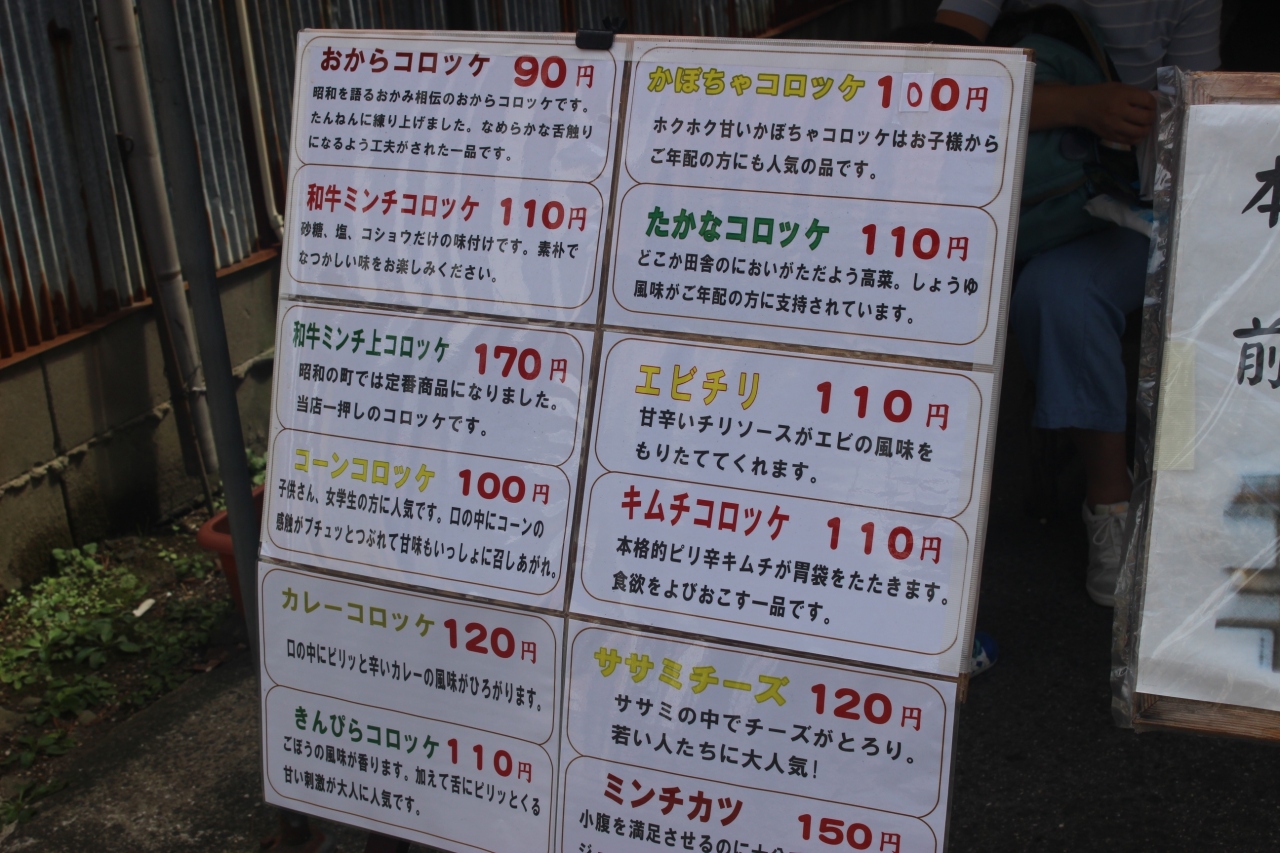 おからコロッケ 90円
昭和を語るおかみ相伝のおからコロッケです。
たんねんに練り上げました。なめらかな舌触り
になるよう工夫がされた一品です。
和牛ミンチコロッケ 110円
砂糖、塩、コショウだけの味付けです。素朴で
なつかしい味をお楽しみください。
和牛ミンチ上コロッケ 170円
昭和の町では定番商品になりました。
当店一押しのコロッケです。
コーンコロッケ 100円
子供さん、女学生の方に人気です。口の中にコーンの
感触がプチュッとつぶれて甘味もいっしょに召しあがれ。
カレーコロッケ 120円
口の中にピリッと辛いカレーの風味がひろがります。
きんぴらコロッケ 110円
ごぼうの風味が香ります。加えて舌にピリッとくる
甘い刺激が大人に人気です。
かぼちゃコロッケ 100円
ホクホク甘いかぼちゃコロッケはお子様から
ご年配の方にも人気の品です。
たかなコロッケ 110円
どこか田舎のにおいがただよう高菜。しょうゆ
風味がご年配の方に支持されています。
エビチリ 110円
甘辛いチリソースがエビの風味を
もりたててくれます。
キムチコロッケ 110円
本格的ピリ辛キムチが胃袋をたたきます。
食欲をよびおこす一品です。
ササミチーズ 120円
ササミの中でチーズがとろり。
若い人たちに大人気!
ミンチカツ 150円
小腹を満足させるのに十分
前